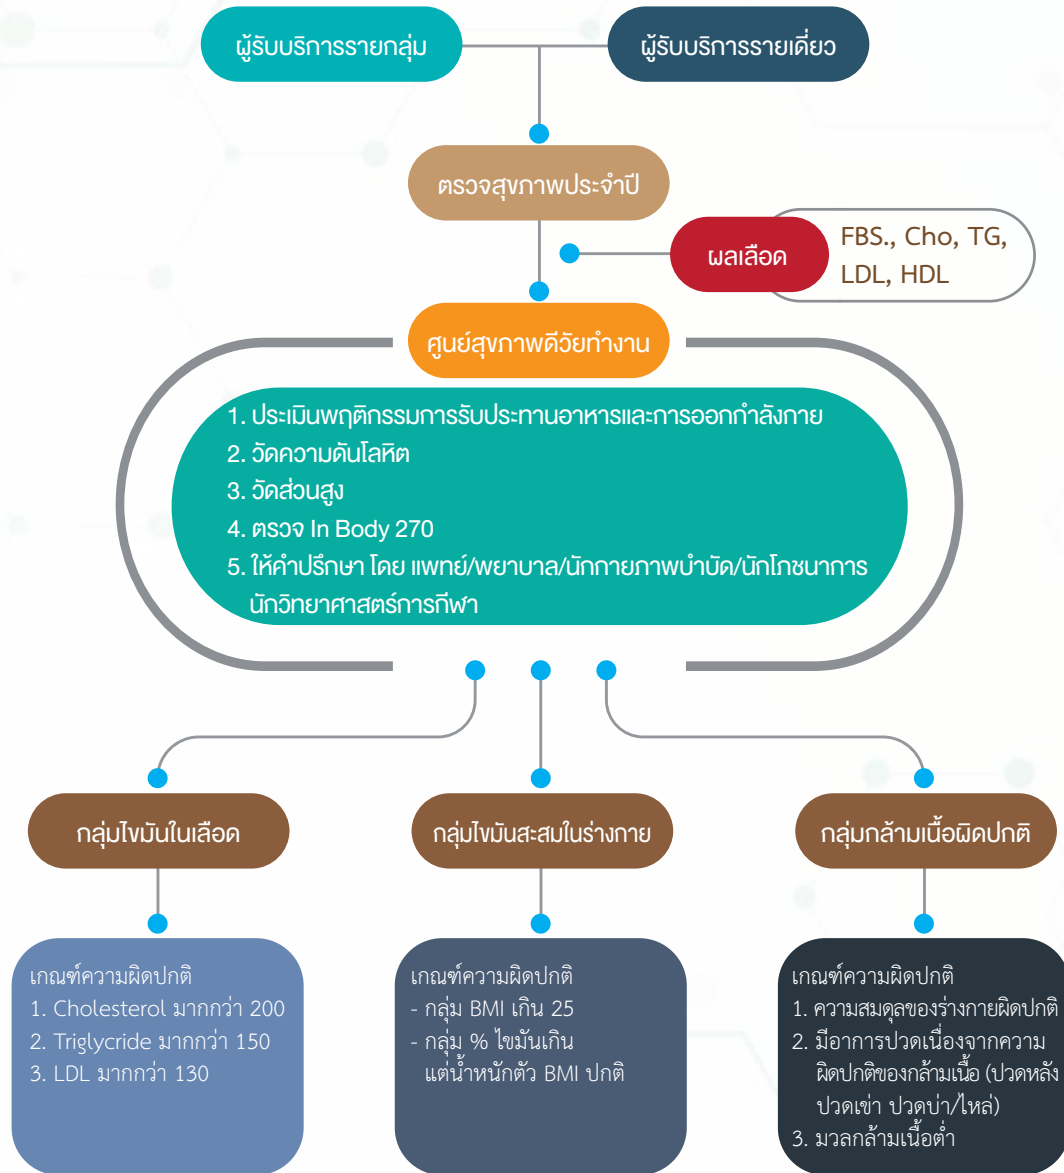 ผู้รับบริการรายกลุ่ม
ผู้รับบริการรายเดี่ยว
ตรวจสุขภาพประจำปี
ผลเลือด
FBS., Cho, TG,
LDL, HDL
ศูนย์สุขภาพดีวัยทำงาน
1. ประเมินพฤติกรรมการรับประทานอาหารและการออกกำลังกาย
2. วัดความดันโลหิต
3. วัดส่วนสูง
4. ตรวจ In Body 270
5. ให้คำปรึกษา โดย แพทย์/พยาบาล/นักกายภาพบำบัด/นักโภชนาการ
นักวิทยาศาสตร์การกีฬา
กลุ่มไขมันในเลือด
กลุ่มไขมันสะสมในร่างกาย
กลุ่มกล้ามเนื้อผิดปกติ
เกณฑ์ความผิดปกติ
1. Cholesterol มากกว่า 200
2. Triglycride มากกว่า 150
3. LDL มากกว่า 130
เกณฑ์ความผิดปกติ
- กลุ่ม BMI เกิน 25
- กลุ่ม % ไขมันเกิน
แต่น้ำหนักตัว BMI ปกติ
เกณฑ์ความผิดปกติ
1. ความสมดุลของร่างกายผิดปกติ
2. มีอาการปวดเนื่องจากความ
ผิดปกติของกล้ามเนื้อ (ปวดหลัง
ปวดเข่า ปวดบ่า/ไหล่)
3. มวลกล้ามเนื้อต่ำ